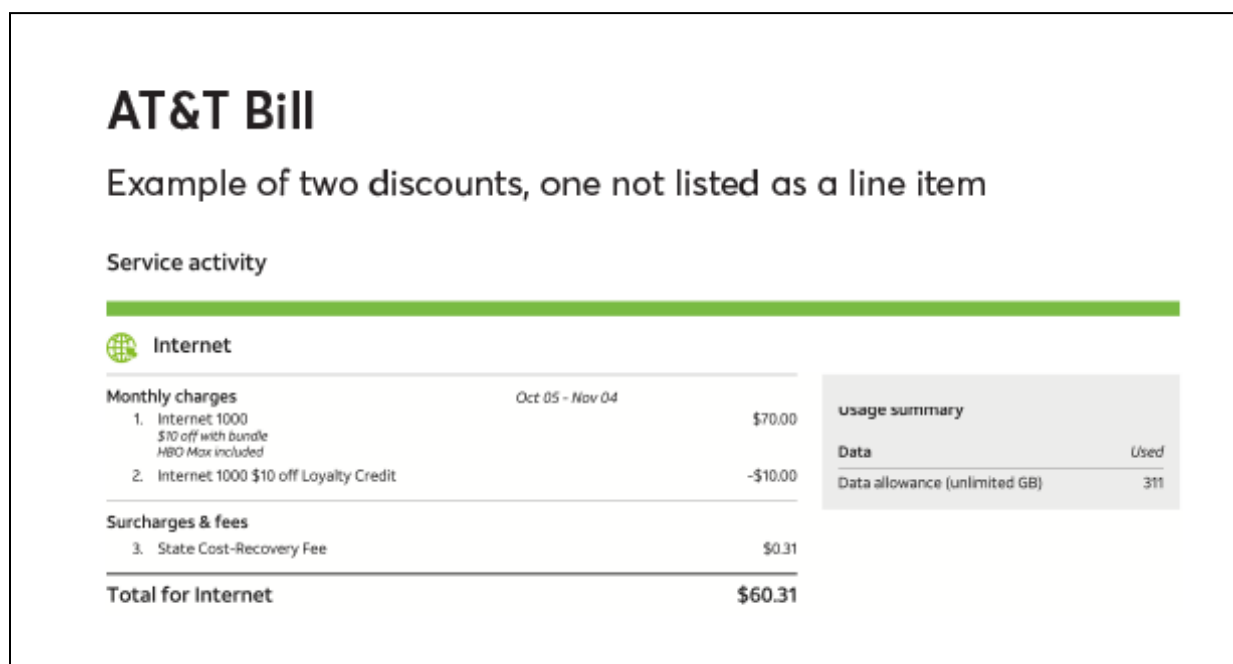 AT&T Bill
Example of two discounts, one not listed as a line item
Service activity
Internet
Monthly charges Oct 05 - Nov 04
1. Internet 1000 $70.00
$10 off with bundle
HBO Max included
2. Internet 1000 $10 off Loyalty Credit -$10.00
Surcharges & fees
3. State Cost-Recovery Fee $0.31
Total for Internet $60.31
Usage summary
Data Used
Data allowance (unlimited GB) 311